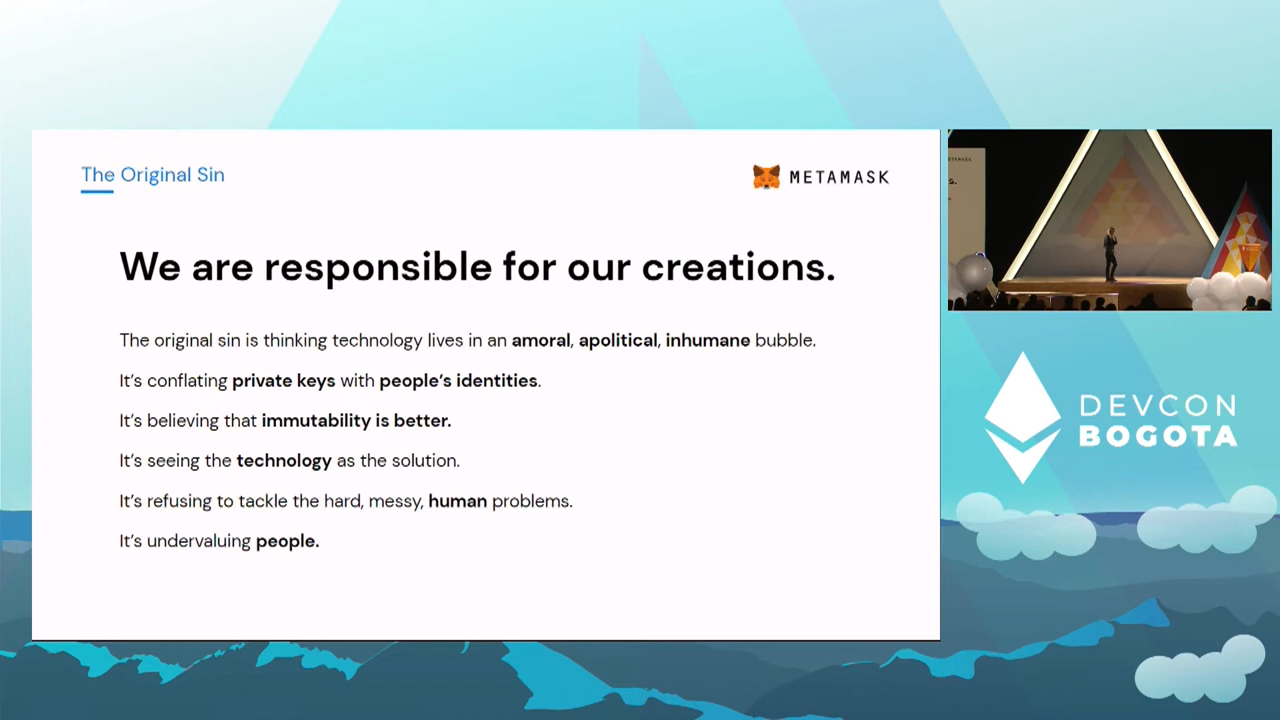 The Original Sin
METAMASK
We are responsible for our creations.
The original sin is thinking technology lives in an amoral, apolitical, inhumane bubble.
It's conflating private keys with people's identities.
It's believing that immutability is better.
It's seeing the technology as the solution.
It's refusing to tackle the hard, messy, human problems.
It's undervaluing people.
DEVCON
BOGOTA